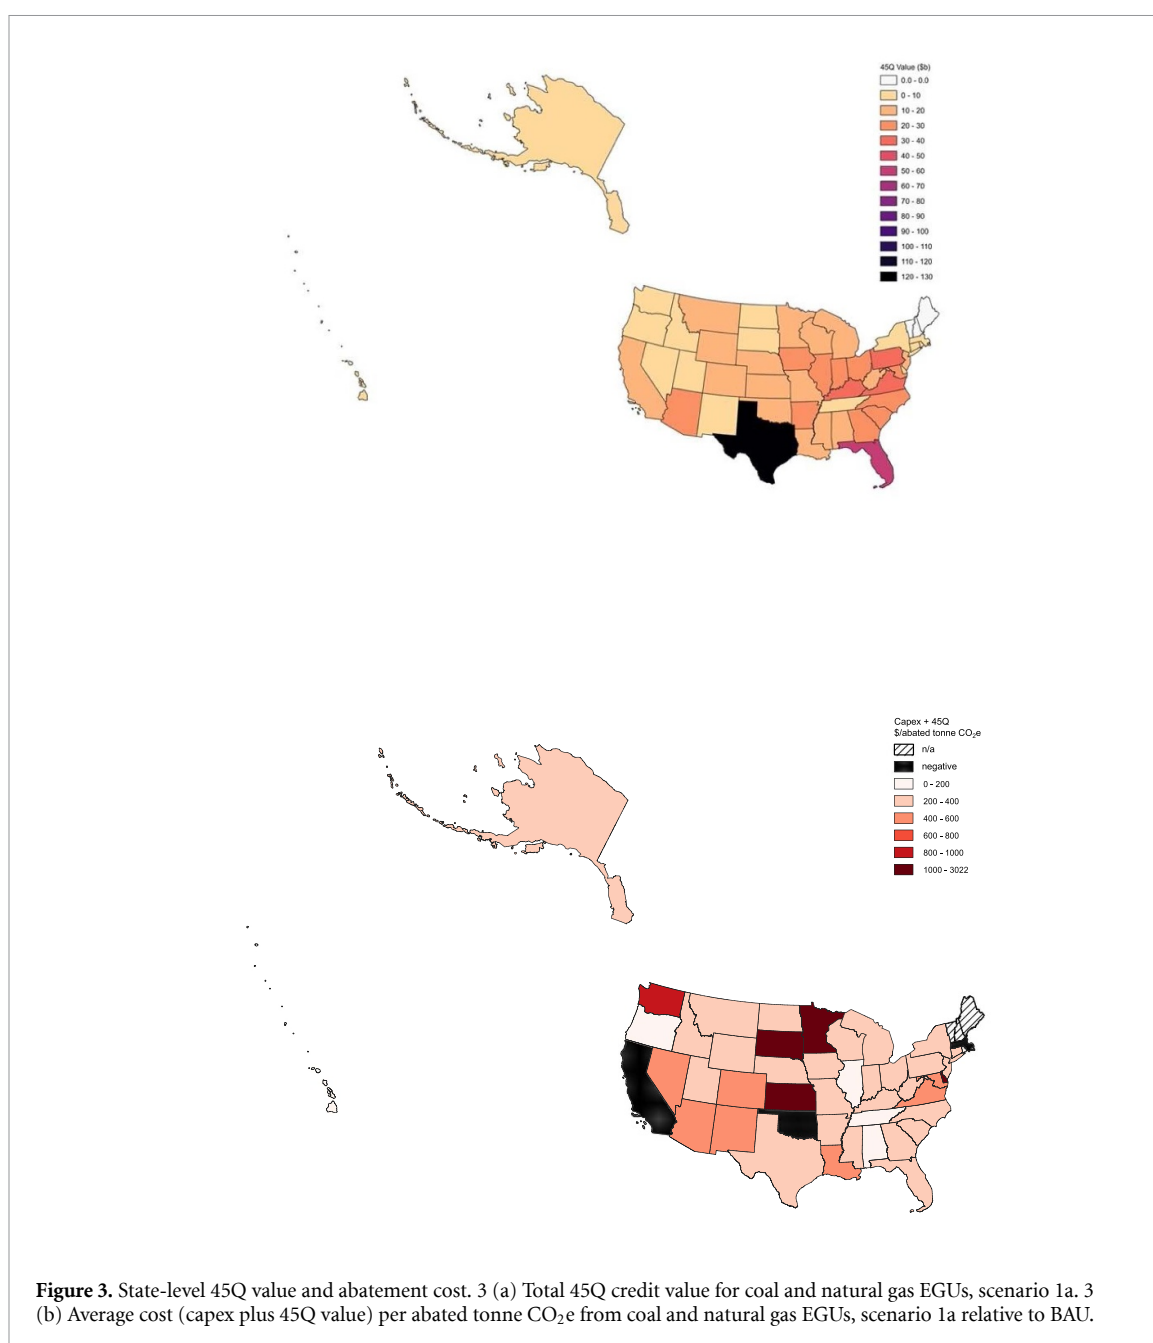 45Q Value ($b)
0.0 - 0.0
0 - 10
10 - 20
20 - 30
30 - 40
40 - 50
50 - 60
60 - 70
70 - 80
80 - 90
90 - 100
100 - 110
110 - 120
120 - 130
Capex + 45Q
$/abated tonne CO₂e
n/a
negative
0 - 200
200 - 400
400 - 600
600 - 800
800 - 1000
1000 - 3022
Figure 3. State-level 45Q value and abatement cost. 3 (a) Total 45Q credit value for coal and natural gas EGUs, scenario 1a. 3
(b) Average cost (capex plus 45Q value) per abated tonne CO₂e from coal and natural gas EGUs, scenario 1a relative to BAU.